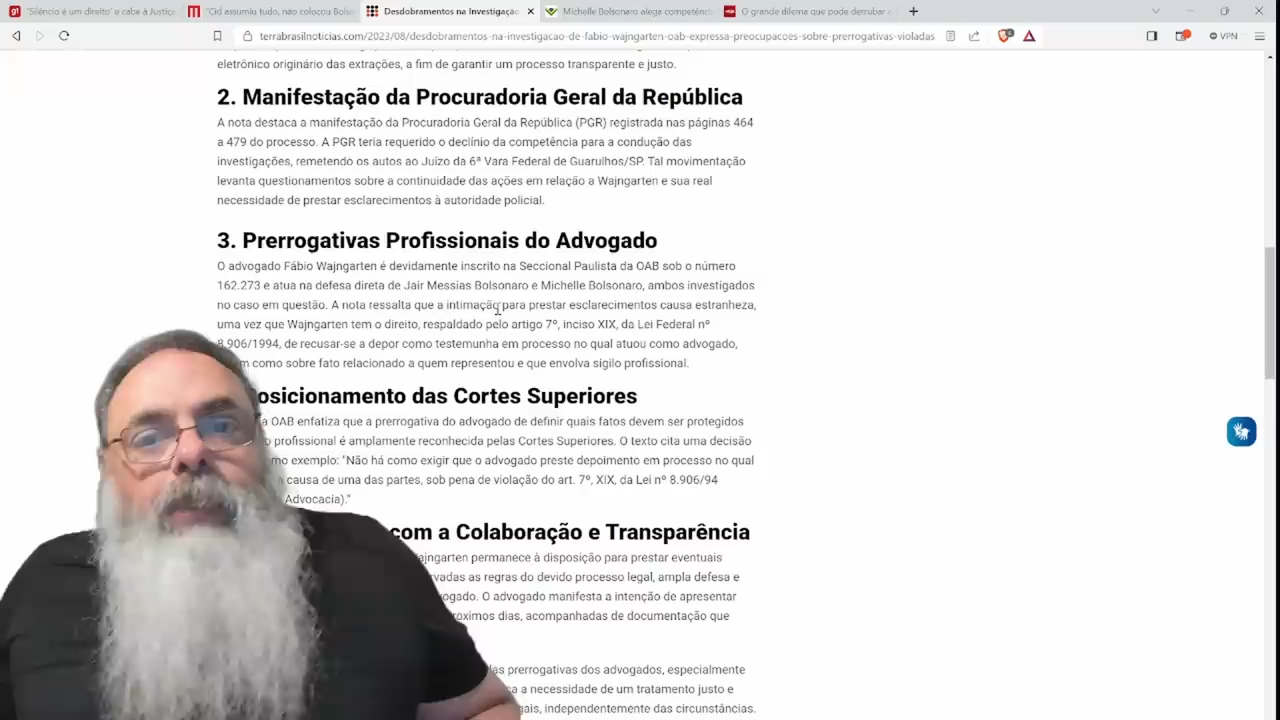 "Silêncio é um direito" e cabe à Justiça
"Cid assumiu tudo, não colocou Bolso
Desdobramentos na Investigação
Michelle Bolsonaro alega competênci
O grande dilema que pode derrubar
terrabrasilnoticias.com/2023/08/desdobramentos-na-investigacao-de-fabio-wajngarten-oab-expressa-preocupacoes-sobre-prerrogativas-violadas
VPN
eletrônico originário das extrações, a fim de garantir um processo transparente e justo.
2. Manifestação da Procuradoria Geral da República
A nota destaca a manifestação da Procuradoria Geral da República (PGR) registrada nas páginas 464
a 479 do processo. A PGR teria requerido o declínio da competência para a condução das
investigações, remetendo os autos ao Juízo da 6ª Vara Federal de Guarulhos/SP. Tal movimentação
levanta questionamentos sobre a continuidade das ações em relação a Wajngarten e sua real
necessidade de prestar esclarecimentos à autoridade policial.
3. Prerrogativas Profissionais do Advogado
O advogado Fábio Wajngarten é devidamente inscrito na Seccional Paulista da OAB sob o número
162.273 e atua na defesa direta de Jair Messias Bolsonaro e Michelle Bolsonaro, ambos investigados
no caso em questão. A nota ressalta que a intimação para prestar esclarecimentos causa estranheza,
uma vez que Wajngarten tem o direito, respaldado pelo artigo 7º, inciso XIX, da Lei Federal nº
8.906/1994, de recusar-se a depor como testemunha em processo no qual atuou como advogado,
m como sobre fato relacionado a quem representou e que envolva sigilo profissional.
osicionamento das Cortes Superiores
a OAB enfatiza que a prerrogativa do advogado de definir quais fatos devem ser protegidos
o profissional é amplamente reconhecida pelas Cortes Superiores. O texto cita uma decisão
mo exemplo: "Não há como exigir que o advogado preste depoimento em processo no qual
causa de uma das partes, sob pena de violação do art. 7º, XIX, da Lei nº 8.906/94
Advocacia)."
com a Colaboração e Transparência
ajngarten permanece à disposição para prestar eventuais
rvadas as regras do devido processo legal, ampla defesa e
vogado. O advogado manifesta a intenção de apresentar
róximos dias, acompanhadas de documentação que
las prerrogativas dos advogados, especialmente
a a necessidade de um tratamento justo e
gais, independentemente das circunstâncias.